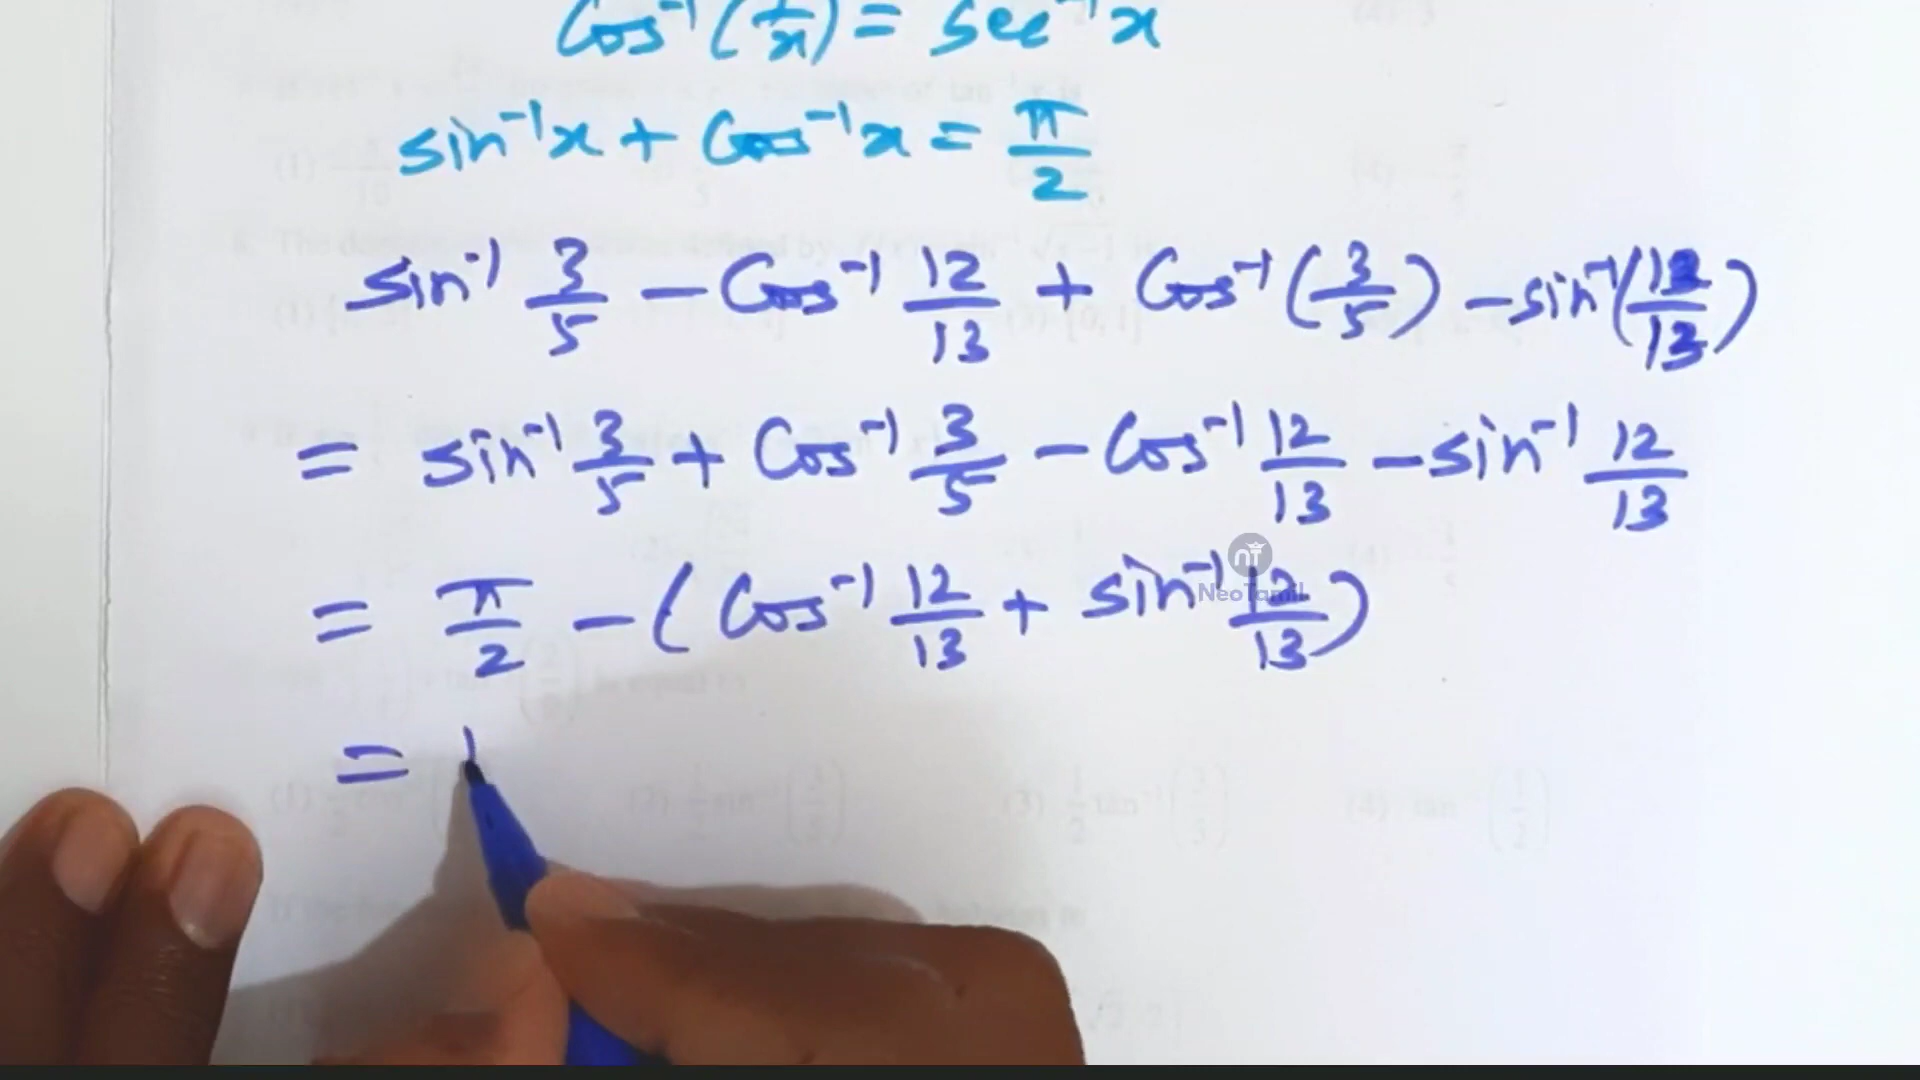 cos⁻¹(1/x) = sec⁻¹x
sin⁻¹x + cos⁻¹x = π/2
sin⁻¹ 3/5 − cos⁻¹ 12/13 + cos⁻¹(3/5) − sin⁻¹(12/13)
= sin⁻¹ 3/5 + cos⁻¹ 3/5 − cos⁻¹ 12/13 − sin⁻¹ 12/13
NeoTamil
= π/2 − (cos⁻¹ 12/13 + sin⁻¹ 12/13)
=